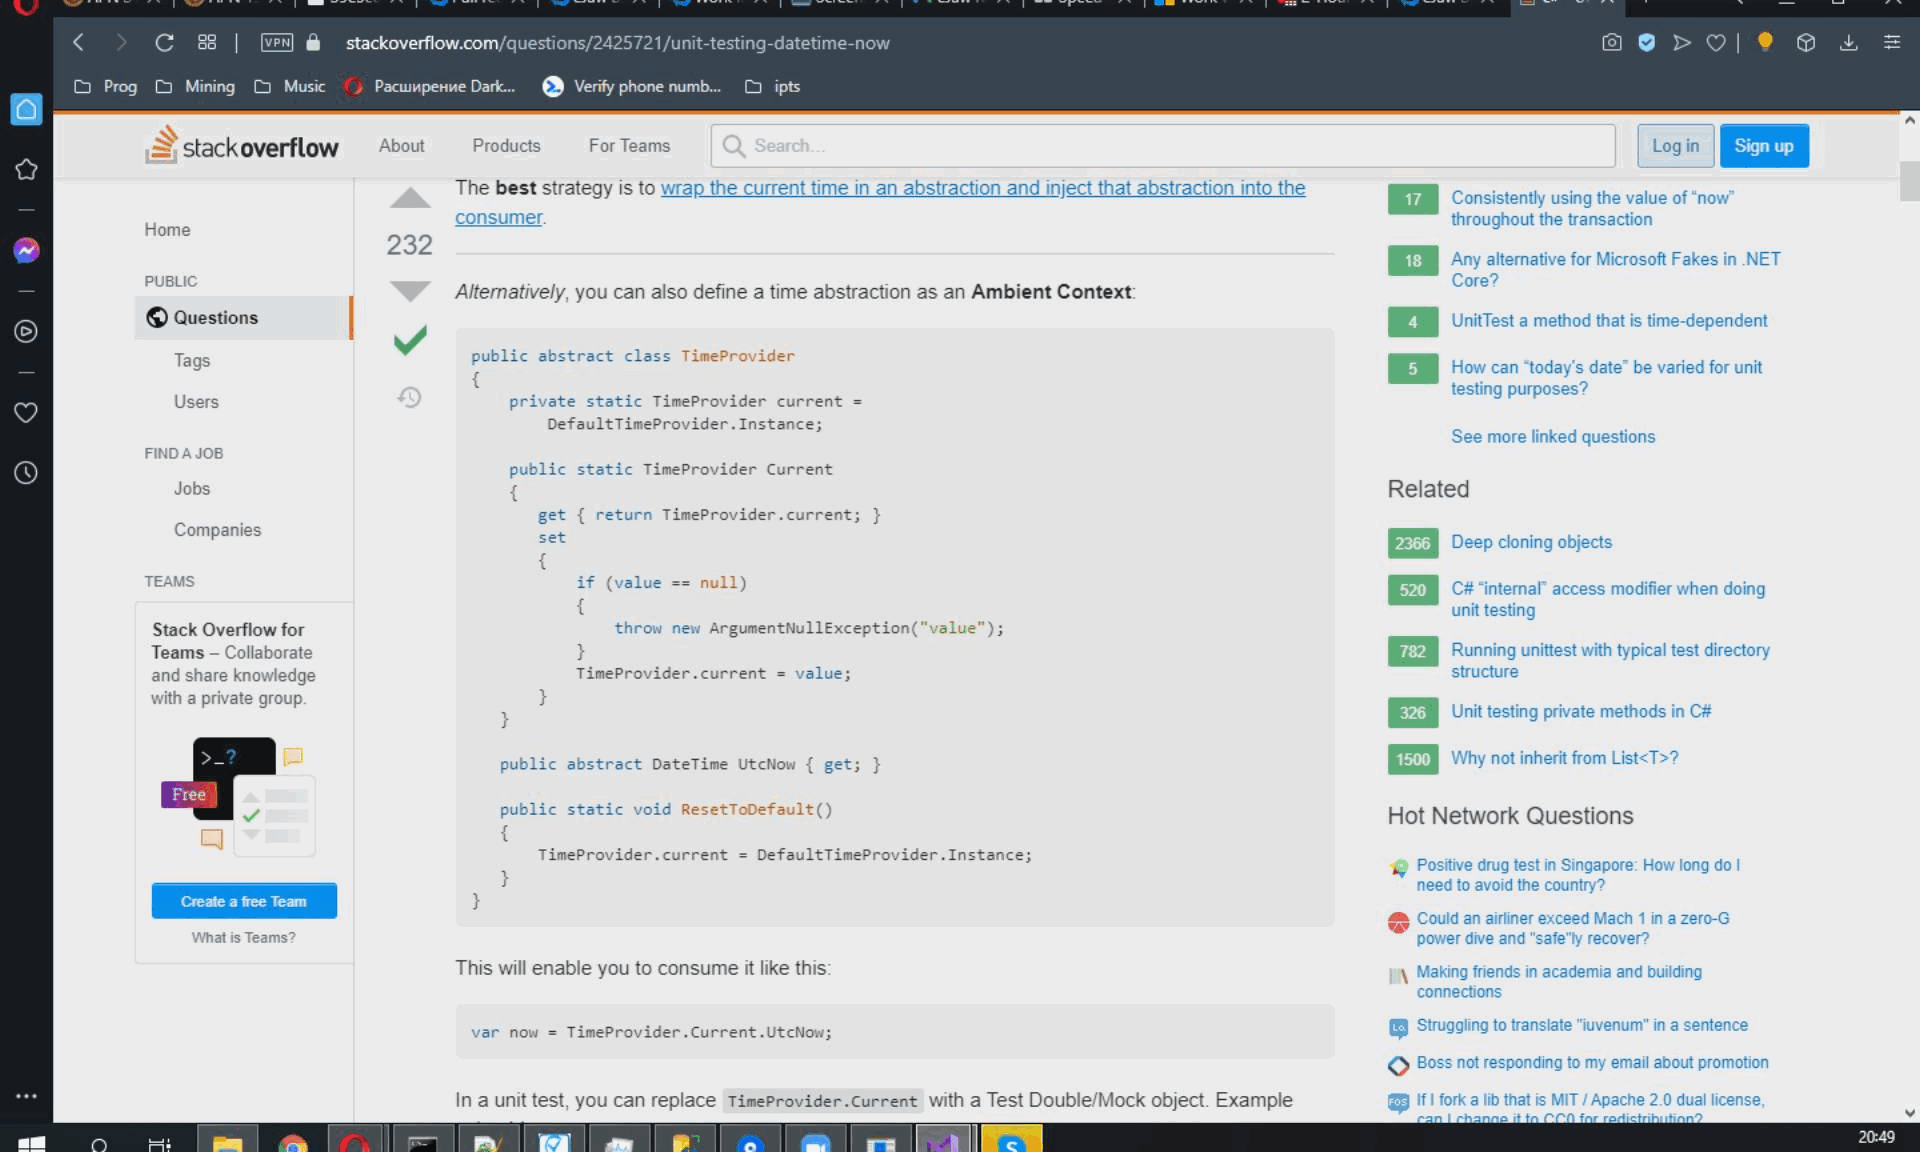 stackoverflow.com/questions/2425721/unit-testing-datetime-now
VPN
Prog
Mining
Music
Расширение Dark...
Verify phone numb...
ipts
stackoverflow
About
Products
For Teams
Search...
Log in
Sign up
Home
PUBLIC
Questions
Tags
Users
FIND A JOB
Jobs
Companies
TEAMS
Stack Overflow for
Teams – Collaborate
and share knowledge
with a private group.
>_?
Free
Create a free Team
What is Teams?
232
The best strategy is to wrap the current time in an abstraction and inject that abstraction into the
consumer.
Alternatively, you can also define a time abstraction as an Ambient Context:
public abstract class TimeProvider
{
private static TimeProvider current =
DefaultTimeProvider.Instance;
public static TimeProvider Current
{
get { return TimeProvider.current; }
set
{
if (value == null)
{
throw new ArgumentNullException("value");
}
TimeProvider.current = value;
}
}
public abstract DateTime UtcNow { get; }
public static void ResetToDefault()
{
TimeProvider.current = DefaultTimeProvider.Instance;
}
}
This will enable you to consume it like this:
var now = TimeProvider.Current.UtcNow;
In a unit test, you can replace TimeProvider.Current with a Test Double/Mock object. Example
17 Consistently using the value of “now”
throughout the transaction
18 Any alternative for Microsoft Fakes in .NET
Core?
4 UnitTest a method that is time-dependent
5 How can “today's date” be varied for unit
testing purposes?
See more linked questions
Related
2366 Deep cloning objects
520 C# “internal” access modifier when doing
unit testing
782 Running unittest with typical test directory
structure
326 Unit testing private methods in C#
1500 Why not inherit from List<T>?
Hot Network Questions
Positive drug test in Singapore: How long do I
need to avoid the country?
Could an airliner exceed Mach 1 in a zero-G
power dive and "safe"ly recover?
Making friends in academia and building
connections
Struggling to translate "iuvenum" in a sentence
Boss not responding to my email about promotion
If I fork a lib that is MIT / Apache 2.0 dual license,
can I change it to CC0 for redistribution?
20:49